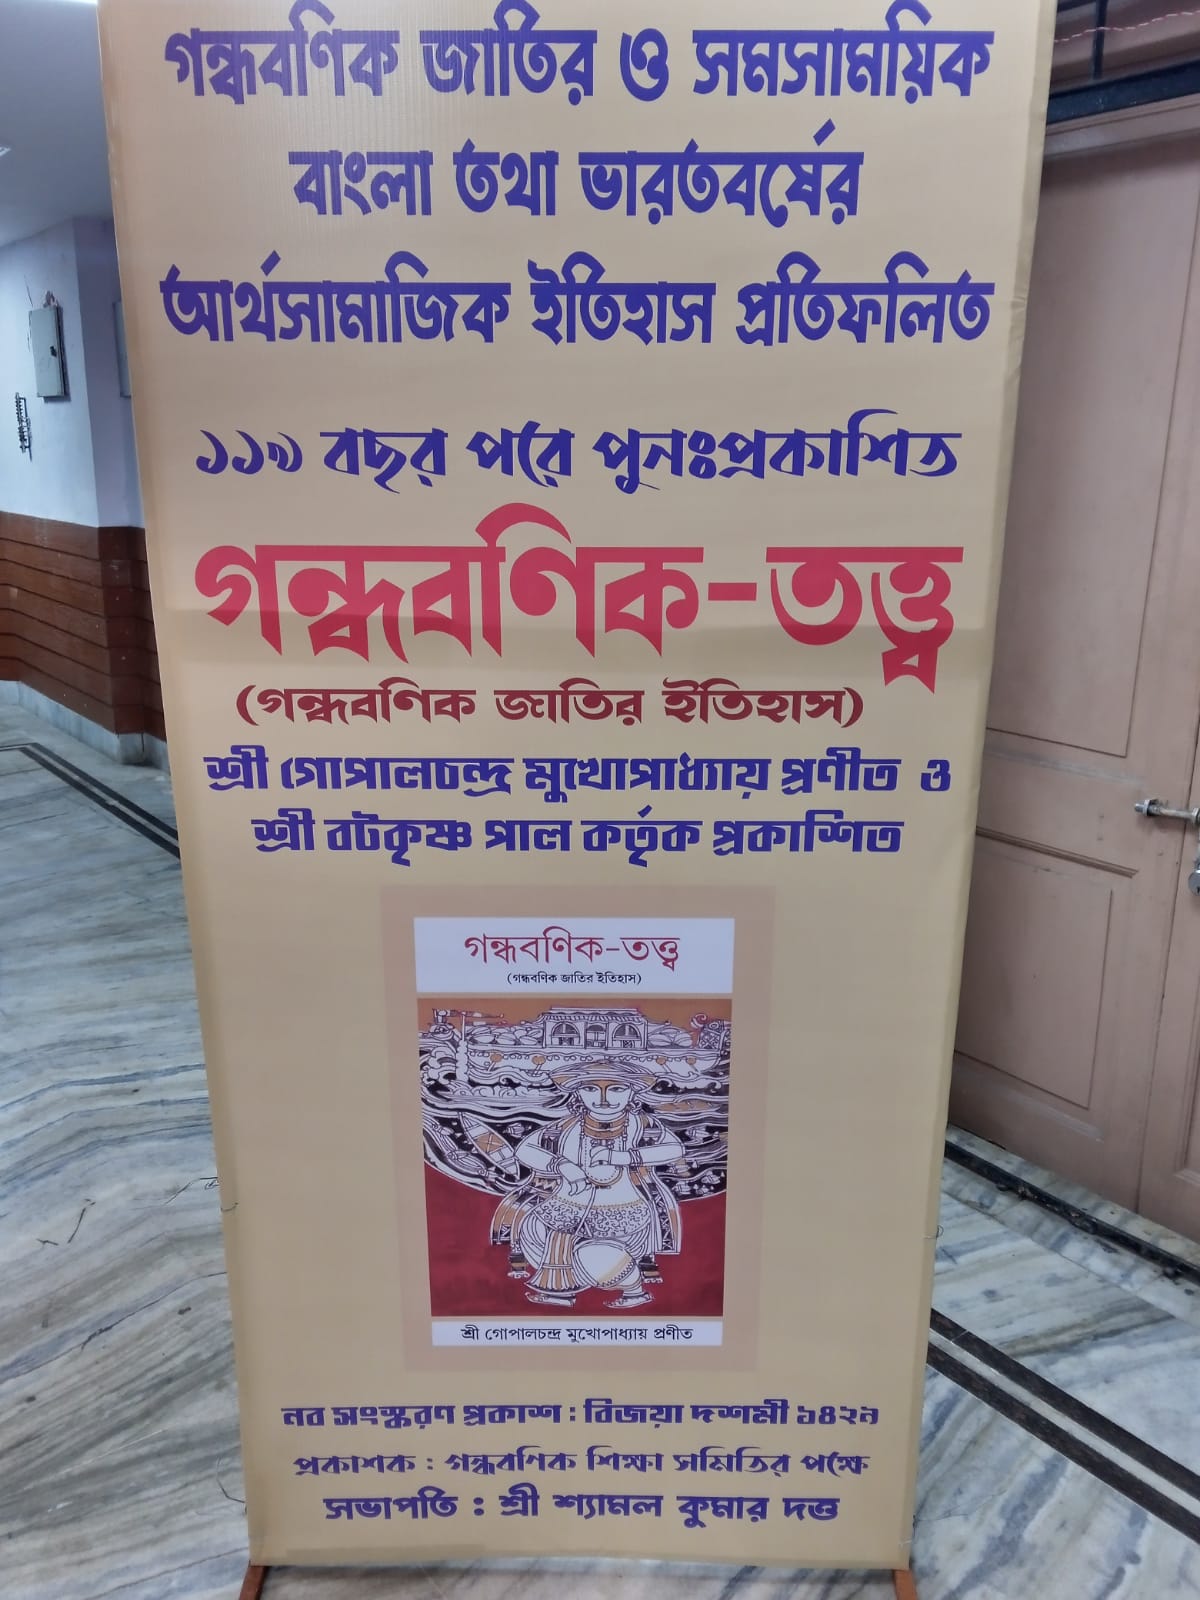 গন্ধবণিক জাতির ও সমসাময়িক
বাংলা তথা ভারতবর্ষের
আর্থসামাজিক ইতিহাস প্রতিফলিত
১১৯ বছর পরে পুনঃপ্রকাশিত
গন্ধবণিক-তত্ত্ব
(গন্ধবণিক জাতির ইতিহাস)
শ্রী গোপালচন্দ্র মুখোপাধ্যায় প্রণীত ও
শ্রী বটকৃষ্ণ পাল কর্তৃক প্রকাশিত
গন্ধবণিক-তত্ত্ব
(গন্ধবণিক জাতির ইতিহাস)
শ্রী গোপালচন্দ্র মুখোপাধ্যায় প্রণীত
নব সংস্করণ প্রকাশ : বিজয়া দশমী ১৪২৯
প্রকাশক : গন্ধবণিক শিক্ষা সমিতির পক্ষে
সভাপতি : শ্রী শ্যামল কুমার দত্ত